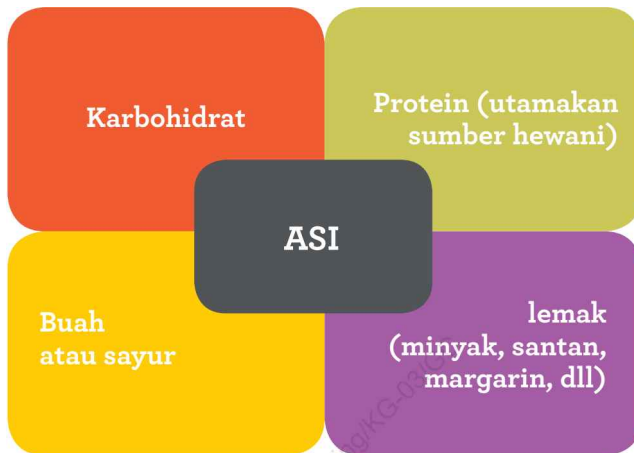 Karbohidrat
Protein (utamakan
sumber hewani)
ASI
Buah
atau sayur
lemak
(minyak, santan,
margarin, dll)